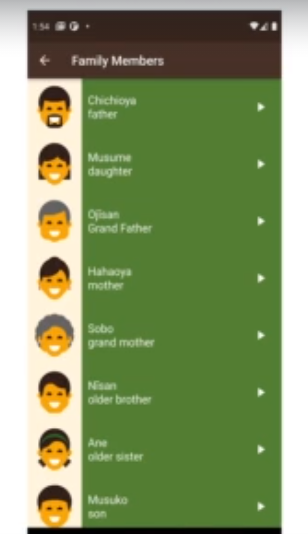 1:54
Family Members
Chichioya
father
Musume
daughter
Ojisan
Grand Father
Hahaoya
mother
Sobo
grand mother
Nīsan
older brother
Ane
older sister
Musuko
son